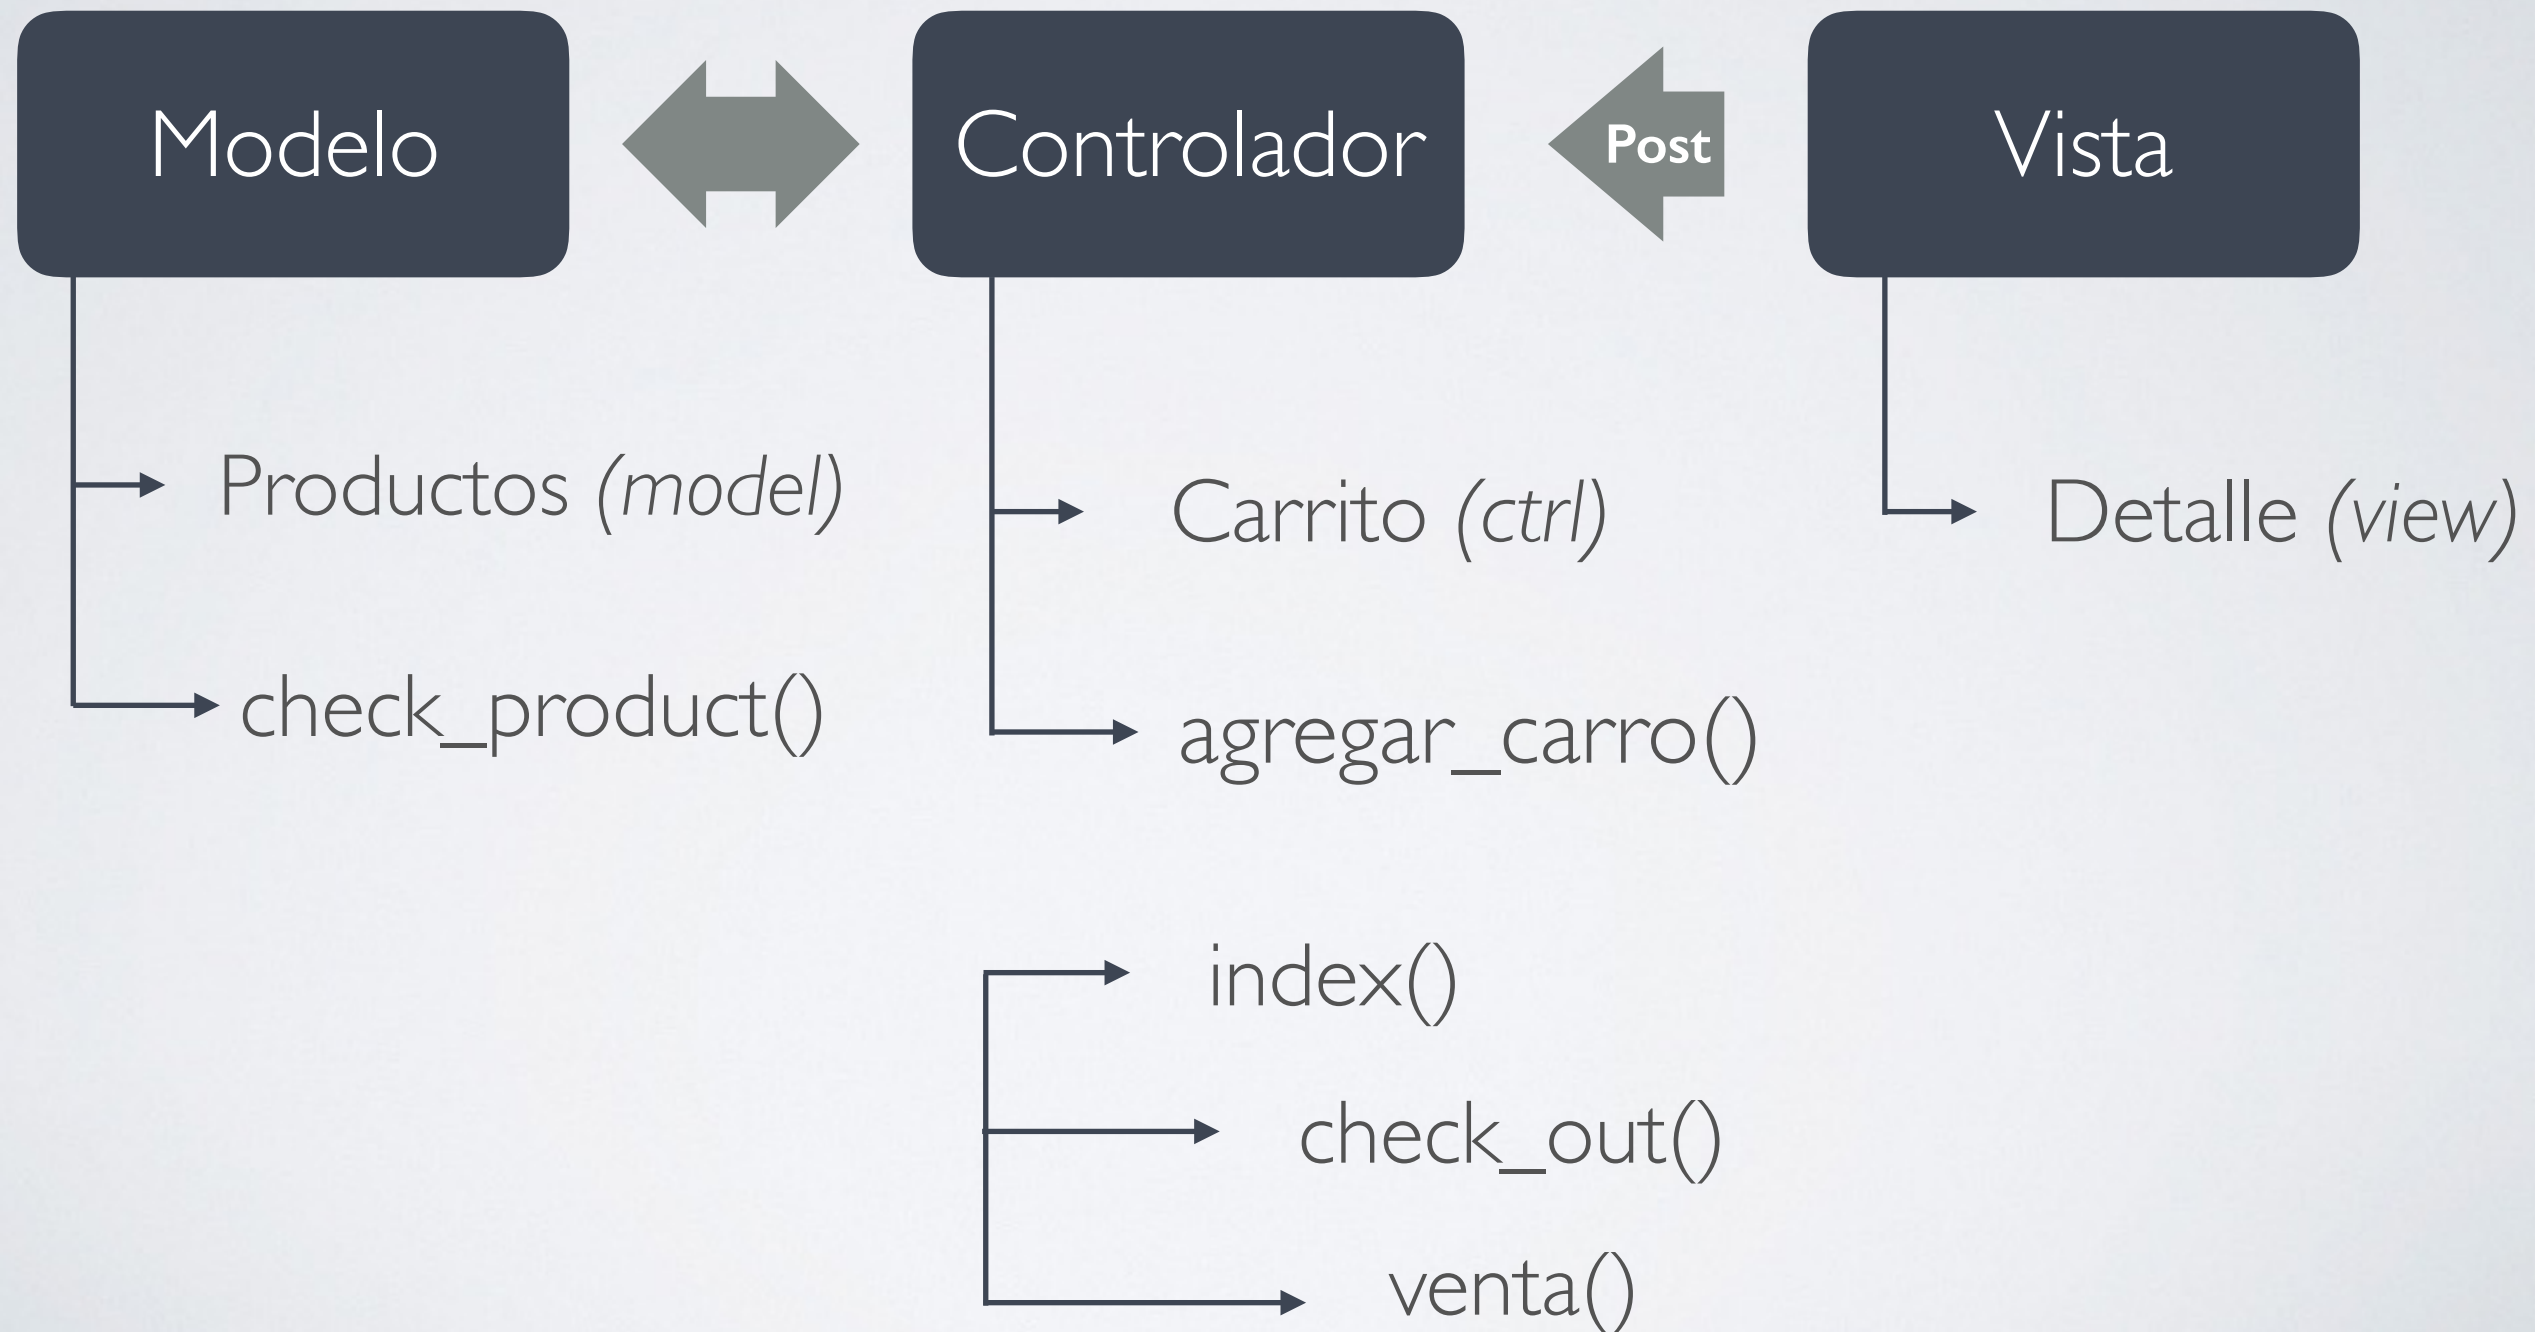 Modelo
Controlador
Post
Vista
Productos (model)
check_product()
Carrito (ctrl)
agregar_carro()
Detalle (view)
index()
check_out()
venta()